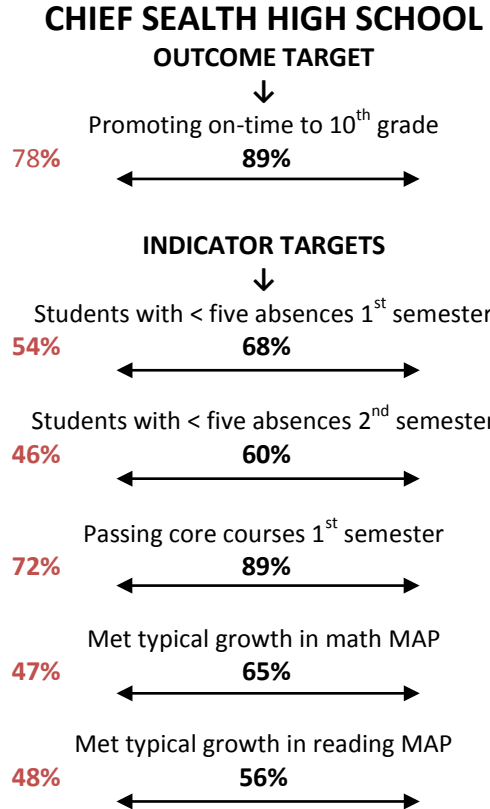 CHIEF SEALTH HIGH SCHOOL
OUTCOME TARGET
↓
Promoting on-time to 10th grade
78% 89%
INDICATOR TARGETS
↓
Students with < five absences 1st semester
54% 68%
Students with < five absences 2nd semester
46% 60%
Passing core courses 1st semester
72% 89%
Met typical growth in math MAP
47% 65%
Met typical growth in reading MAP
48% 56%